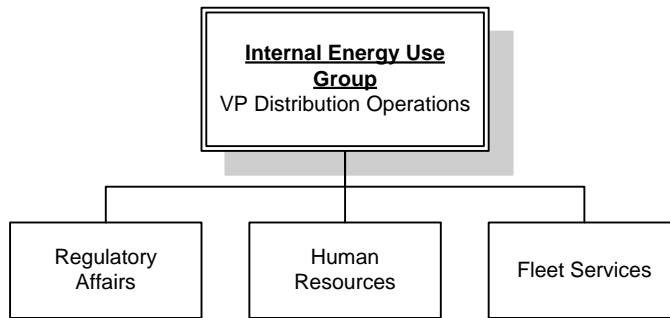 Internal Energy Use
Group
VP Distribution Operations
Regulatory
Affairs
Human
Resources
Fleet Services